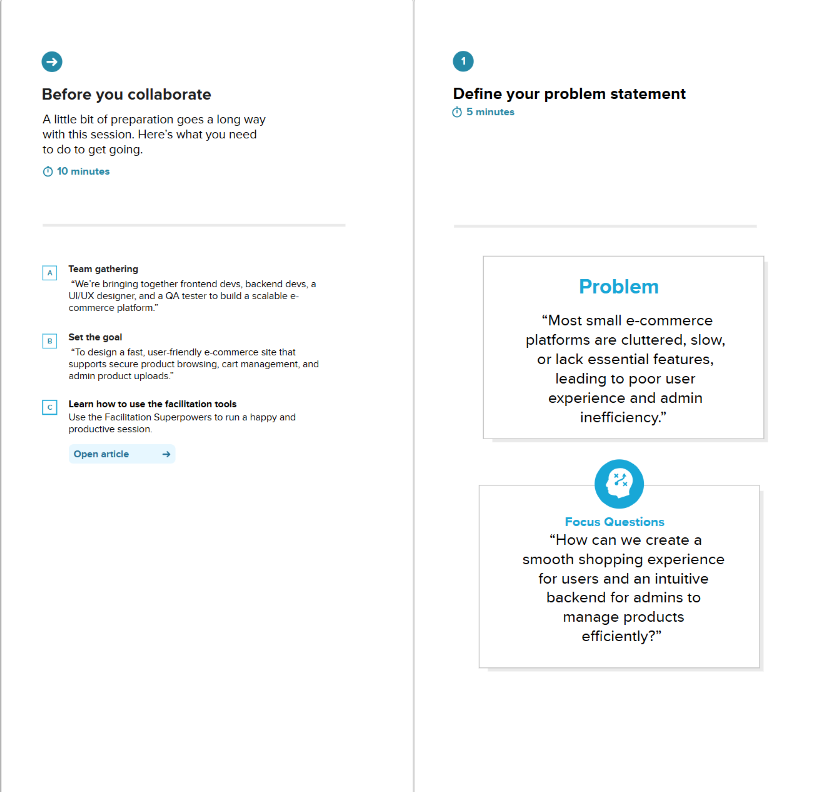 Before you collaborate
A little bit of preparation goes a long way
with this session. Here's what you need
to do to get going.
10 minutes
A
Team gathering
“We’re bringing together frontend devs, backend devs, a
UI/UX designer, and a QA tester to build a scalable e-
commerce platform.”
B
Set the goal
“To design a fast, user-friendly e-commerce site that
supports secure product browsing, cart management, and
admin product uploads.”
C
Learn how to use the facilitation tools
Use the Facilitation Superpowers to run a happy and
productive session.
Open article
1
Define your problem statement
5 minutes
Problem
“Most small e-commerce
platforms are cluttered, slow,
or lack essential features,
leading to poor user
experience and admin
inefficiency.”
Focus Questions
“How can we create a
smooth shopping experience
for users and an intuitive
backend for admins to
manage products
efficiently?”